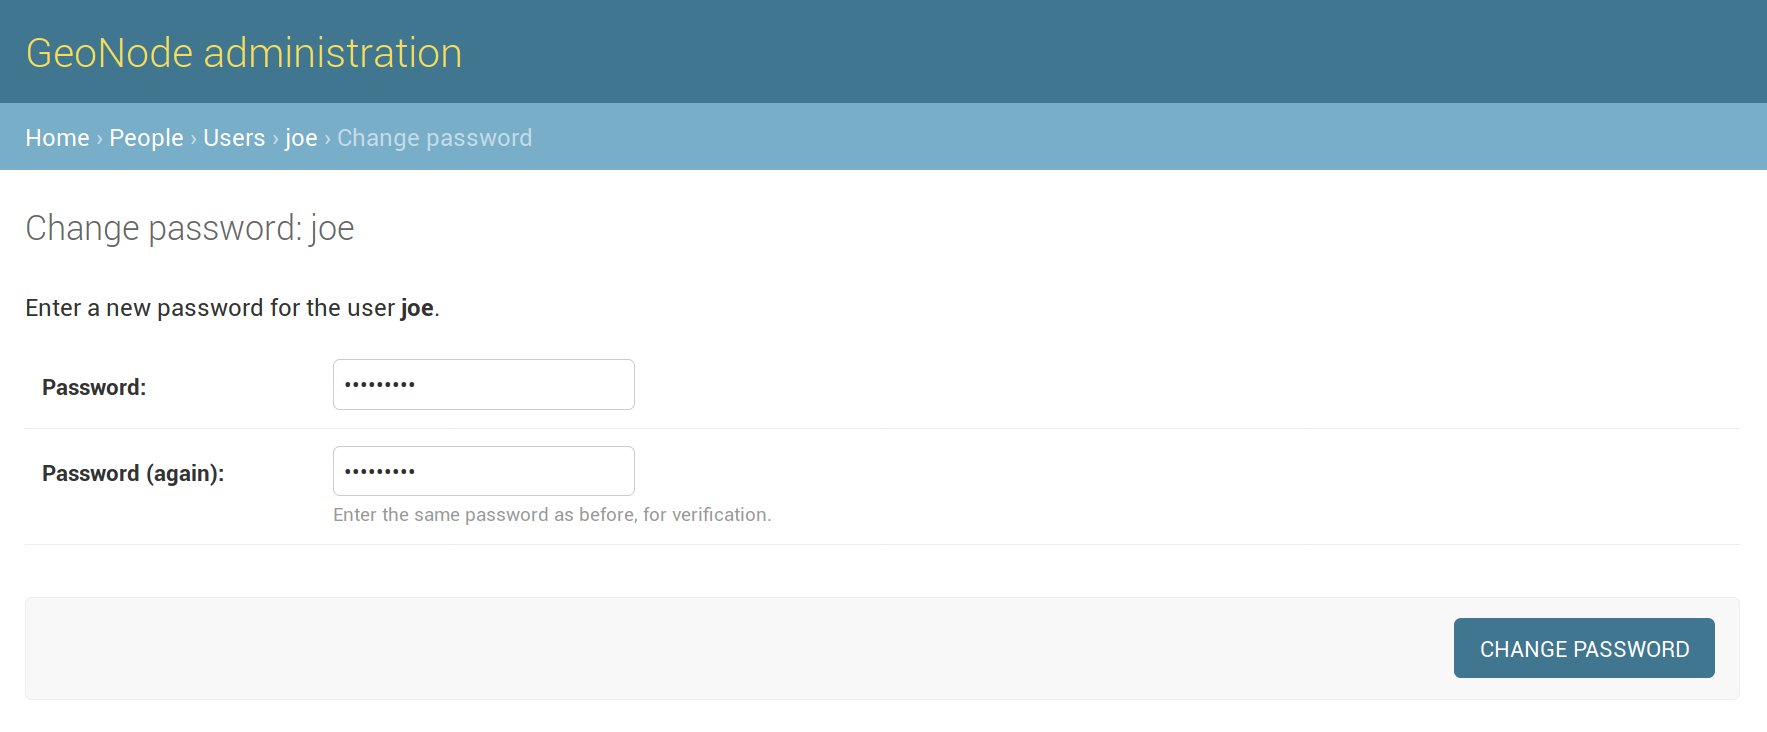 GeoNode administration
Home › People › Users › joe › Change password
Change password: joe
Enter a new password for the user joe.
Password: •••••••••
Password (again): •••••••••
Enter the same password as before, for verification.
CHANGE PASSWORD